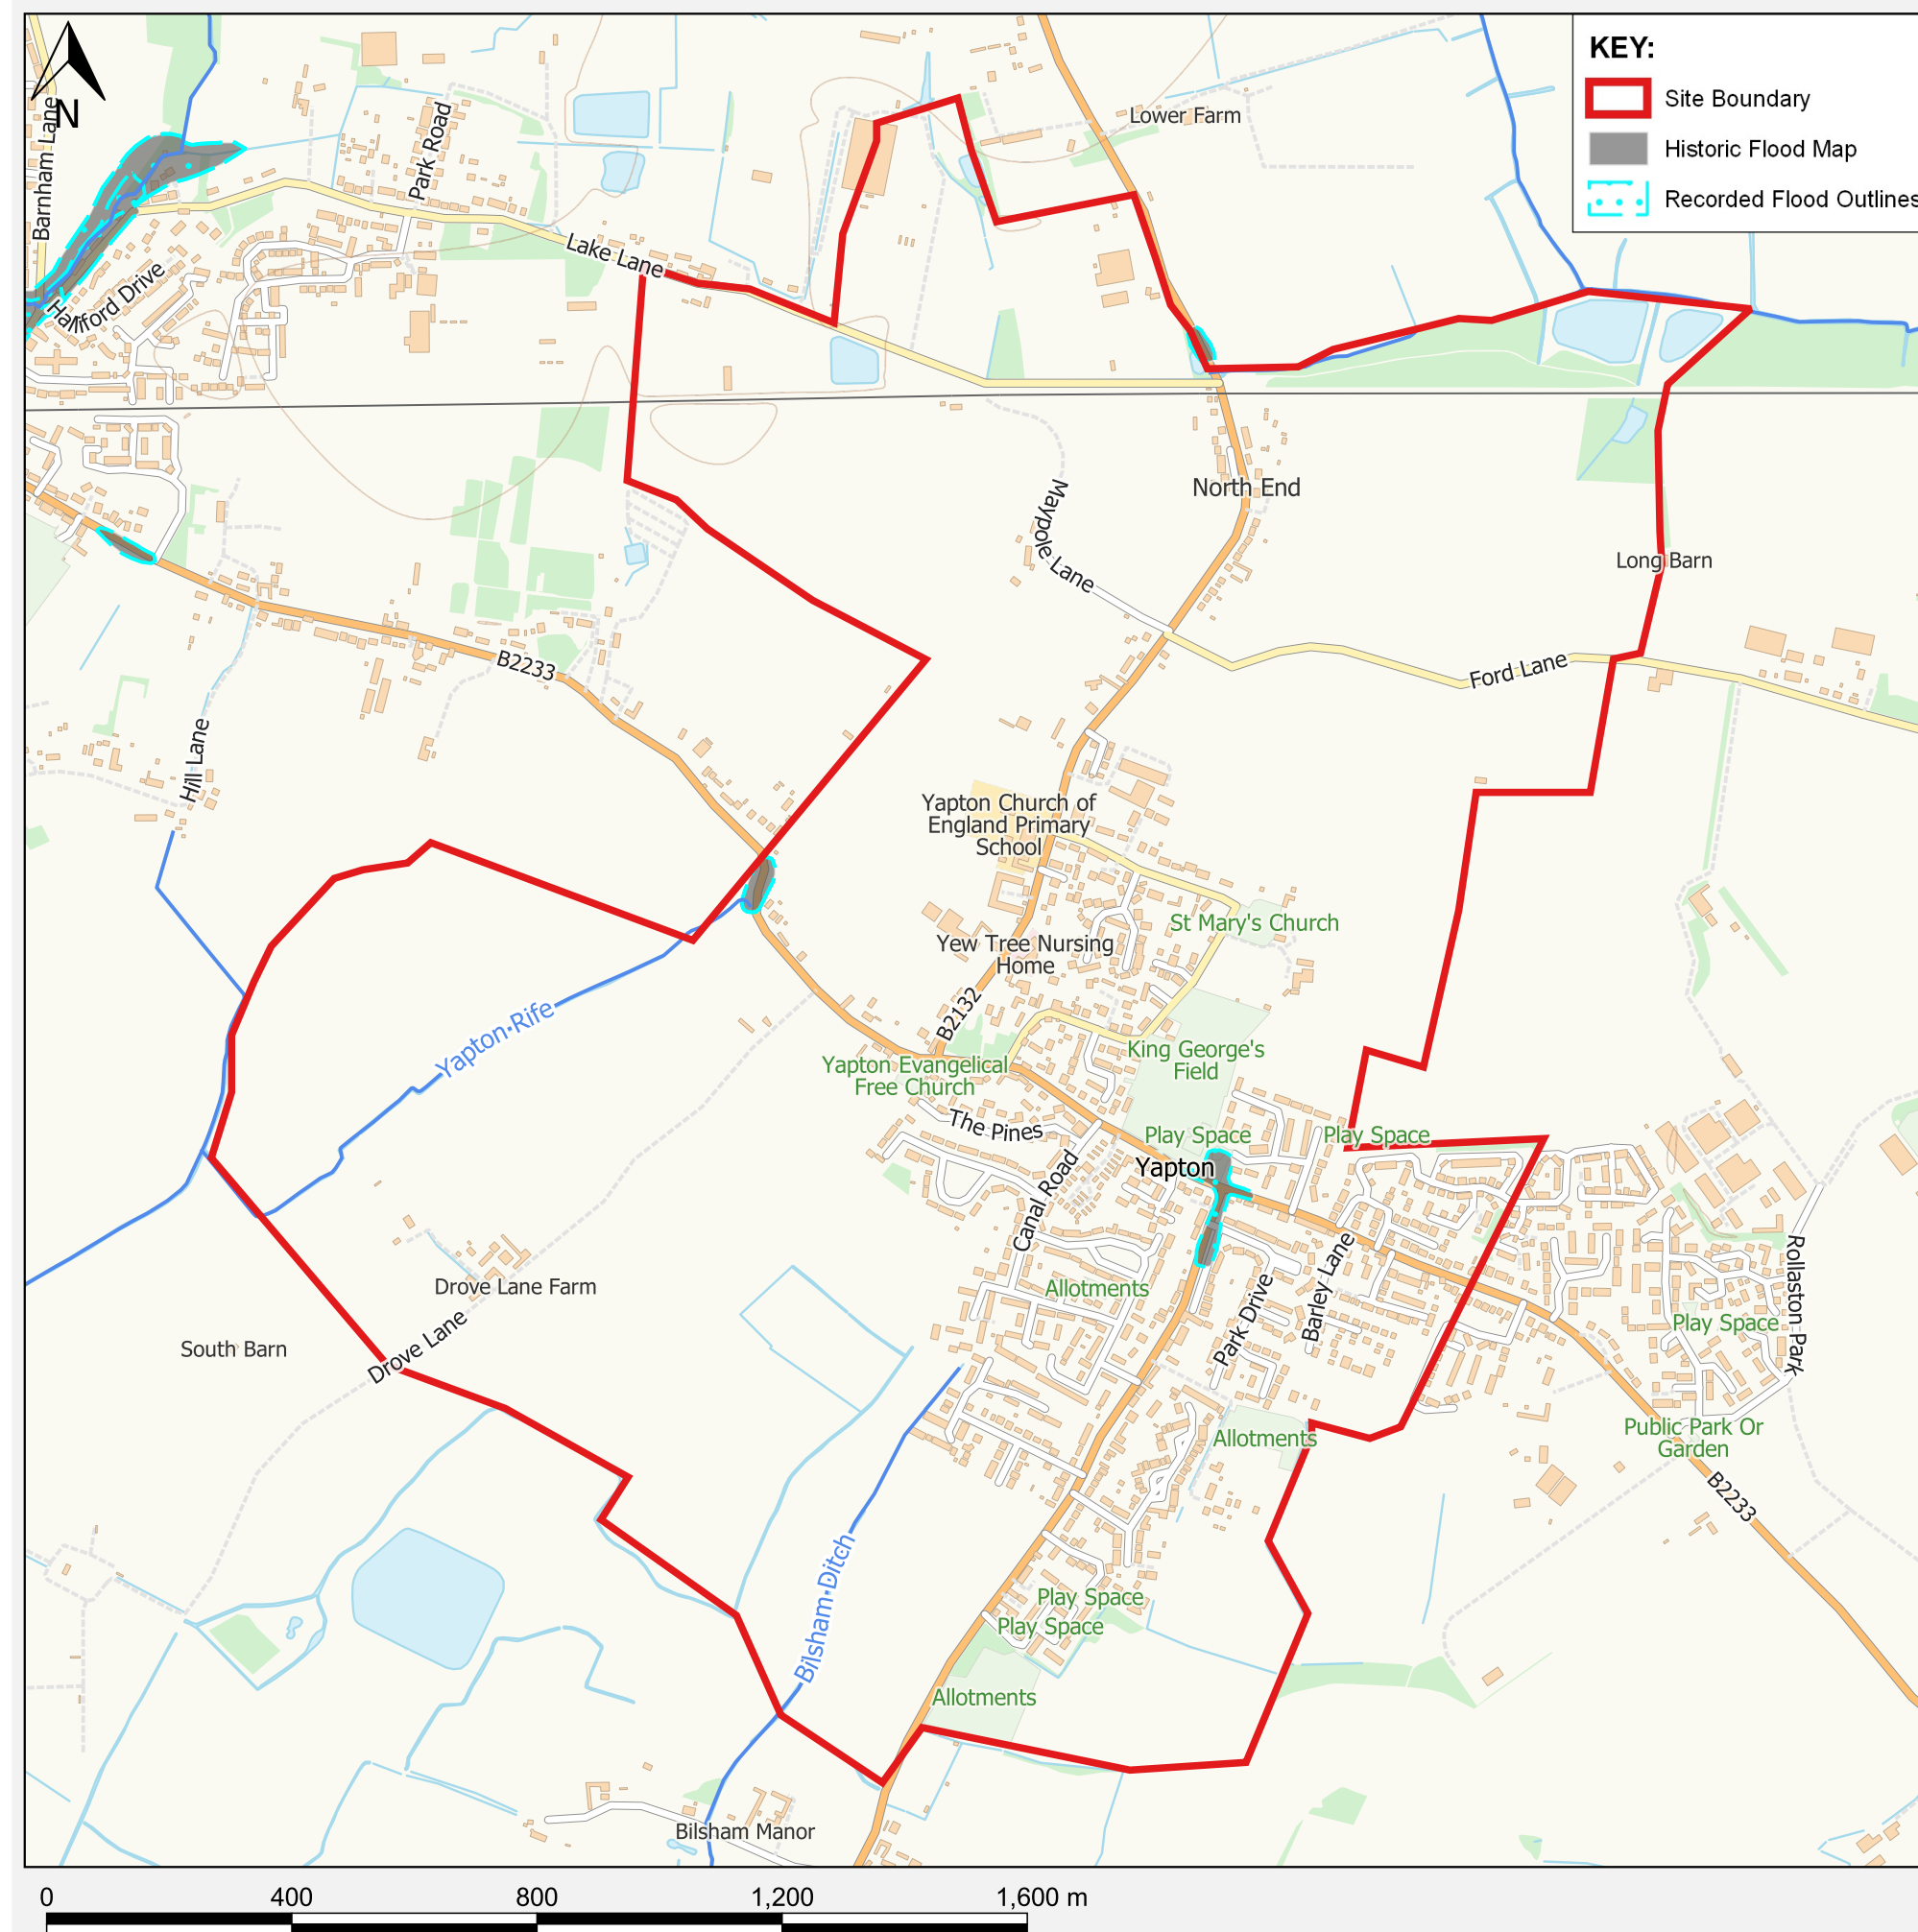 KEY:
Site Boundary
Historic Flood Map
Recorded Flood Outlines
N
Barnham Lane
Park Road
Lower Farm
Lake Lane
Halliford Drive
North End
Maypole Lane
Long Barn
B2233
Ford Lane
Hill Lane
Yapton Church of
England Primary
School
St Mary's Church
Yew Tree Nursing
Home
B2132
Yapton Rife
King George's
Field
Yapton Evangelical
Free Church
The Pines
Play Space
Play Space
Yapton
Canal Road
Drove Lane Farm
Allotments
Barley Lane
Park Drive
Rollaston Park
Play Space
South Barn
Drove Lane
Public Park Or
Garden
Allotments
B2233
Bilsham Ditch
Play Space
Play Space
Allotments
Bilsham Manor
0 400 800 1,200 1,600 m